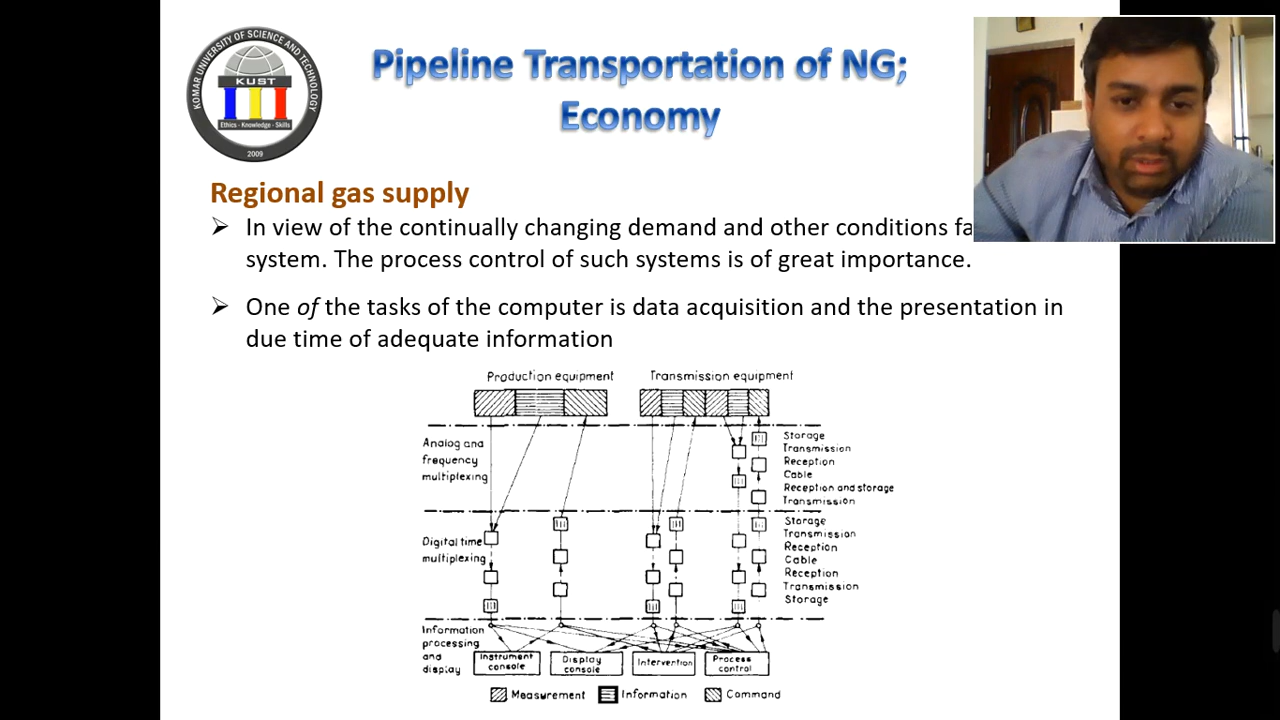 KOMAR UNIVERSITY OF SCIENCE AND TECHNOLOGY
KUST
Ethics - Knowledge - Skills
2009
Pipeline Transportation of NG;
Economy
Regional gas supply
In view of the continually changing demand and other conditions fa
system. The process control of such systems is of great importance.
One of the tasks of the computer is data acquisition and the presentation in
due time of adequate information
Production equipment
Transmission equipment
Analog and
frequency
multiplexing
Storage
Transmission
Reception
Cable
Reception and storage
Transmission
Digital time
multiplexing
Storage
Transmission
Reception
Cable
Reception
Transmission
Storage
Information
processing
and
display
Instrument
console
Display
console
Intervention
Process
control
Measurement
Information
Command